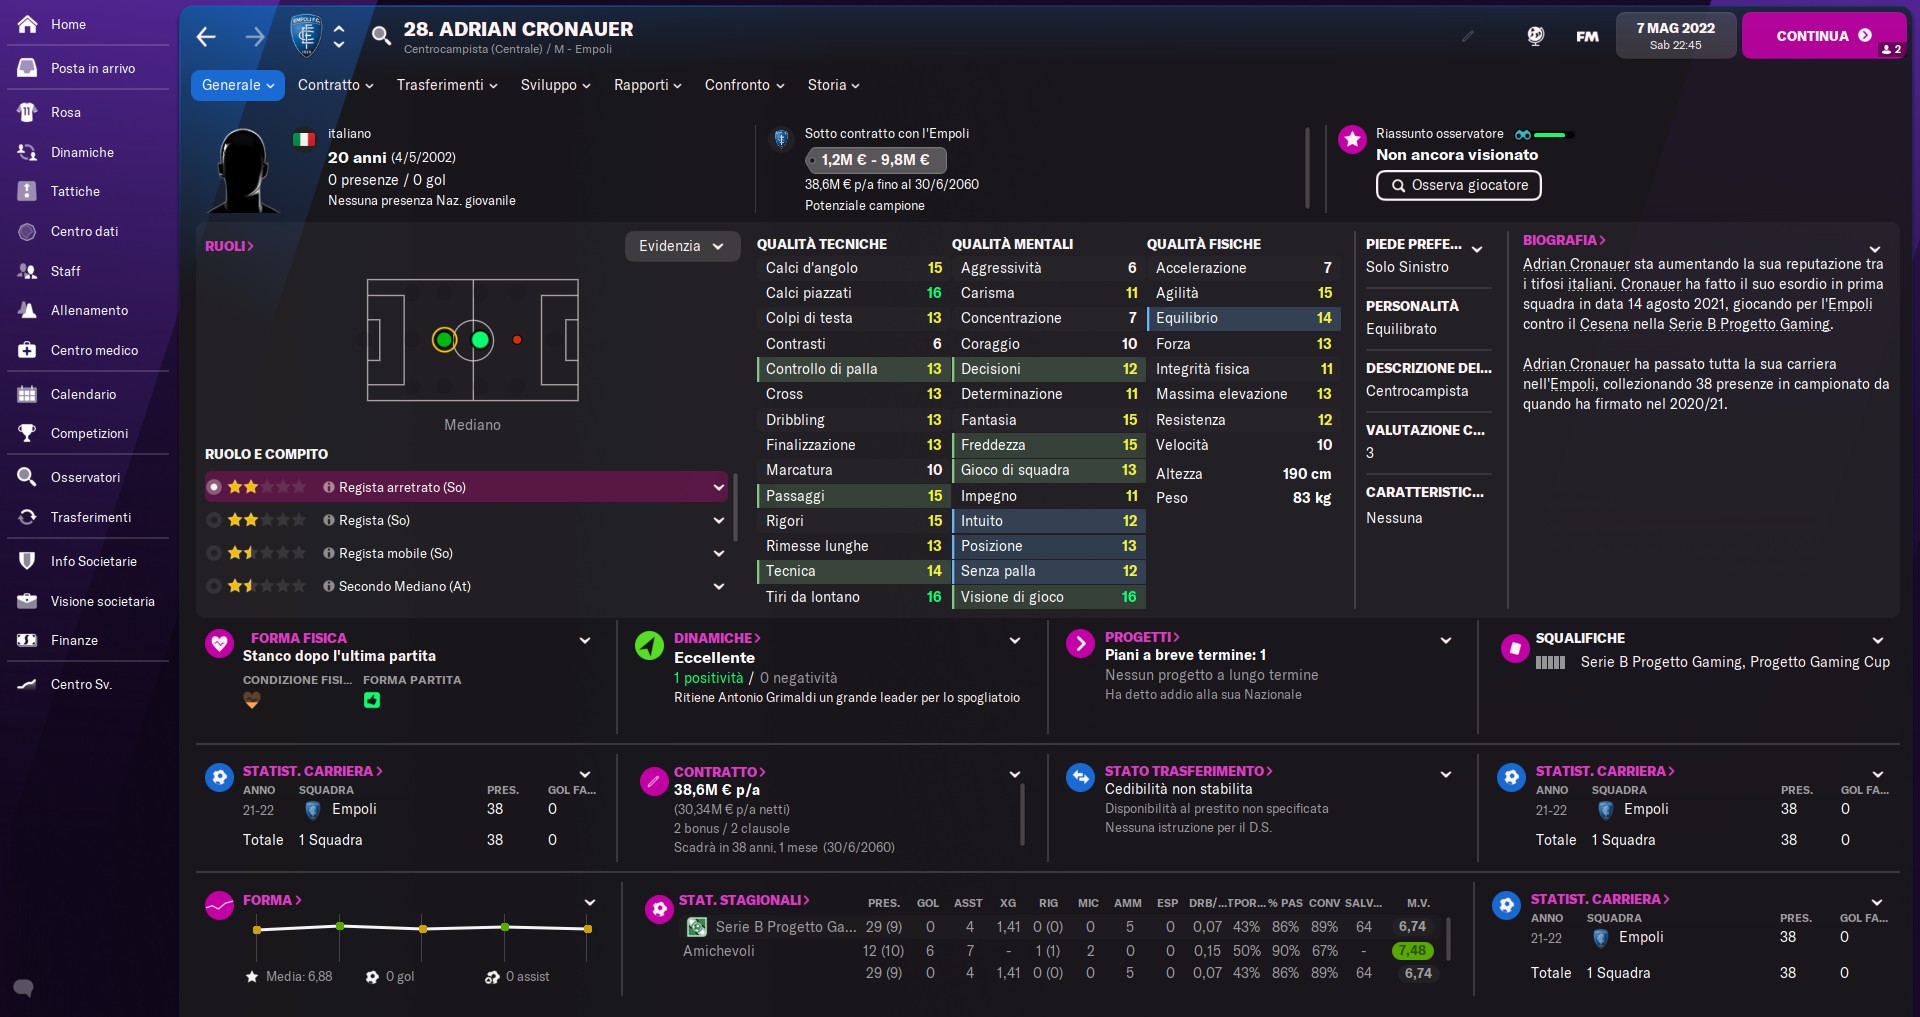 Home
Posta in arrivo
Rosa
Dinamiche
Tattiche
Centro dati
Staff
Allenamento
Centro medico
Calendario
Competizioni
Osservatori
Trasferimenti
Info Societarie
Visione societaria
Finanze
Centro Sv.
28. ADRIAN CRONAUER
Centrocampista (Centrale) / M - Empoli
FM
7 MAG 2022
Sab 22:45
CONTINUA
2
Generale
Contratto
Trasferimenti
Sviluppo
Rapporti
Confronto
Storia
italiano
20 anni (4/5/2002)
0 presenze / 0 gol
Nessuna presenza Naz. giovanile
Sotto contratto con l'Empoli
1,2M € - 9,8M €
38,6M € p/a fino al 30/6/2060
Potenziale campione
Riassunto osservatore
Non ancora visionato
Osserva giocatore
RUOLI
Evidenzia
Mediano
RUOLO E COMPITO
Regista arretrato (So)
Regista (So)
Regista mobile (So)
Secondo Mediano (At)
QUALITÀ TECNICHE
Calci d'angolo 15
Calci piazzati 16
Colpi di testa 13
Contrasti 6
Controllo di palla 13
Cross 13
Dribbling 13
Finalizzazione 13
Marcatura 10
Passaggi 15
Rigori 15
Rimesse lunghe 13
Tecnica 14
Tiri da lontano 16
QUALITÀ MENTALI
Aggressività 6
Carisma 11
Concentrazione 7
Coraggio 10
Decisioni 12
Determinazione 11
Fantasia 15
Freddezza 15
Gioco di squadra 13
Impegno 11
Intuito 12
Posizione 13
Senza palla 12
Visione di gioco 16
QUALITÀ FISICHE
Accelerazione 7
Agilità 15
Equilibrio 14
Forza 13
Integrità fisica 11
Massima elevazione 13
Resistenza 12
Velocità 10
Altezza 190 cm
Peso 83 kg
PIEDE PREFE...
Solo Sinistro
PERSONALITÀ
Equilibrato
DESCRIZIONE DEI...
Centrocampista
VALUTAZIONE C...
3
CARATTERISTIC...
Nessuna
BIOGRAFIA
Adrian Cronauer sta aumentando la sua reputazione tra
i tifosi italiani. Cronauer ha fatto il suo esordio in prima
squadra in data 14 agosto 2021, giocando per l'Empoli
contro il Cesena nella Serie B Progetto Gaming.
Adrian Cronauer ha passato tutta la sua carriera
nell'Empoli, collezionando 38 presenze in campionato da
quando ha firmato nel 2020/21.
FORMA FISICA
Stanco dopo l'ultima partita
CONDIZIONE FISI... FORMA PARTITA
DINAMICHE
Eccellente
1 positività / 0 negatività
Ritiene Antonio Grimaldi un grande leader per lo spogliatoio
PROGETTI
Piani a breve termine: 1
Nessun progetto a lungo termine
Ha detto addio alla sua Nazionale
SQUALIFICHE
Serie B Progetto Gaming, Progetto Gaming Cup
STATIST. CARRIERA
ANNO SQUADRA PRES. GOL FA...
21-22 Empoli 38 0
Totale 1 Squadra 38 0
CONTRATTO
38,6M € p/a
(30,34M € p/a netti)
2 bonus / 2 clausole
Scadrà in 38 anni, 1 mese (30/6/2060)
STATO TRASFERIMENTO
Cedibilità non stabilita
Disponibilità al prestito non specificata
Nessuna istruzione per il D.S.
STATIST. CARRIERA
ANNO SQUADRA PRES. GOL FA...
21-22 Empoli 38 0
Totale 1 Squadra 38 0
FORMA
Media: 6,88 0 gol 0 assist
STAT. STAGIONALI PRES. GOL ASST XG RIG MIC AMM ESP DRB/... TPOR... % PAS CONV SALV... M.V.
Serie B Progetto Ga... 29 (9) 0 4 1,41 0 (0) 0 5 0 0,07 43% 86% 89% 64 6,74
Amichevoli 12 (10) 6 7 - 1 (1) 2 0 0 0,15 50% 90% 67% - 7,48
29 (9) 0 4 1,41 0 (0) 0 5 0 0,07 43% 86% 89% 64 6,74
STATIST. CARRIERA
ANNO SQUADRA PRES. GOL FA...
21-22 Empoli 38 0
Totale 1 Squadra 38 0